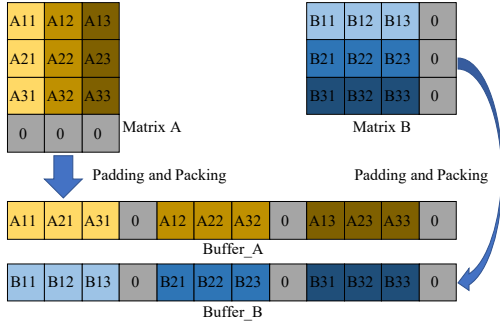 A11 A12 A13
A21 A22 A23
A31 A32 A33
0 0 0
Matrix A
B11 B12 B13 0
B21 B22 B23 0
B31 B32 B33 0
Matrix B
Padding and Packing
Padding and Packing
A11 A21 A31 0 A12 A22 A32 0 A13 A23 A33 0
Buffer_A
B11 B12 B13 0 B21 B22 B23 0 B31 B32 B33 0
Buffer_B